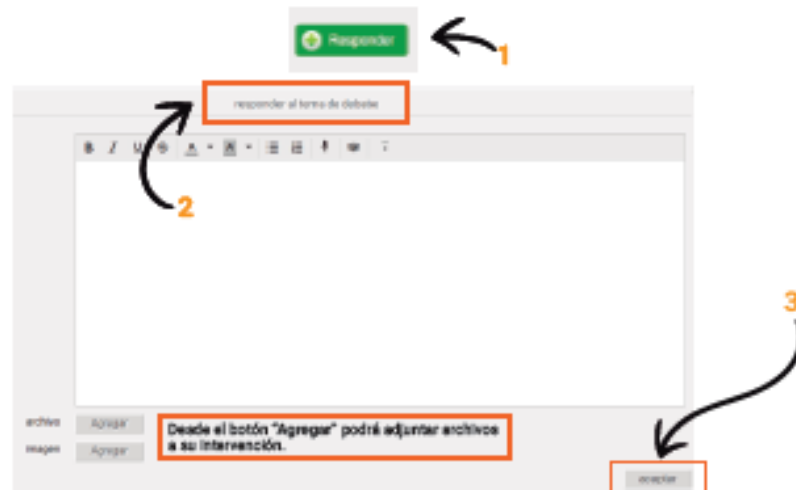 Responder
1
responder al tema de debate
2
B I U S A A
3
archivo Agregar
Desde el botón "Agregar" podrá adjuntar archivos
a su intervención.
imagen Agregar
aceptar